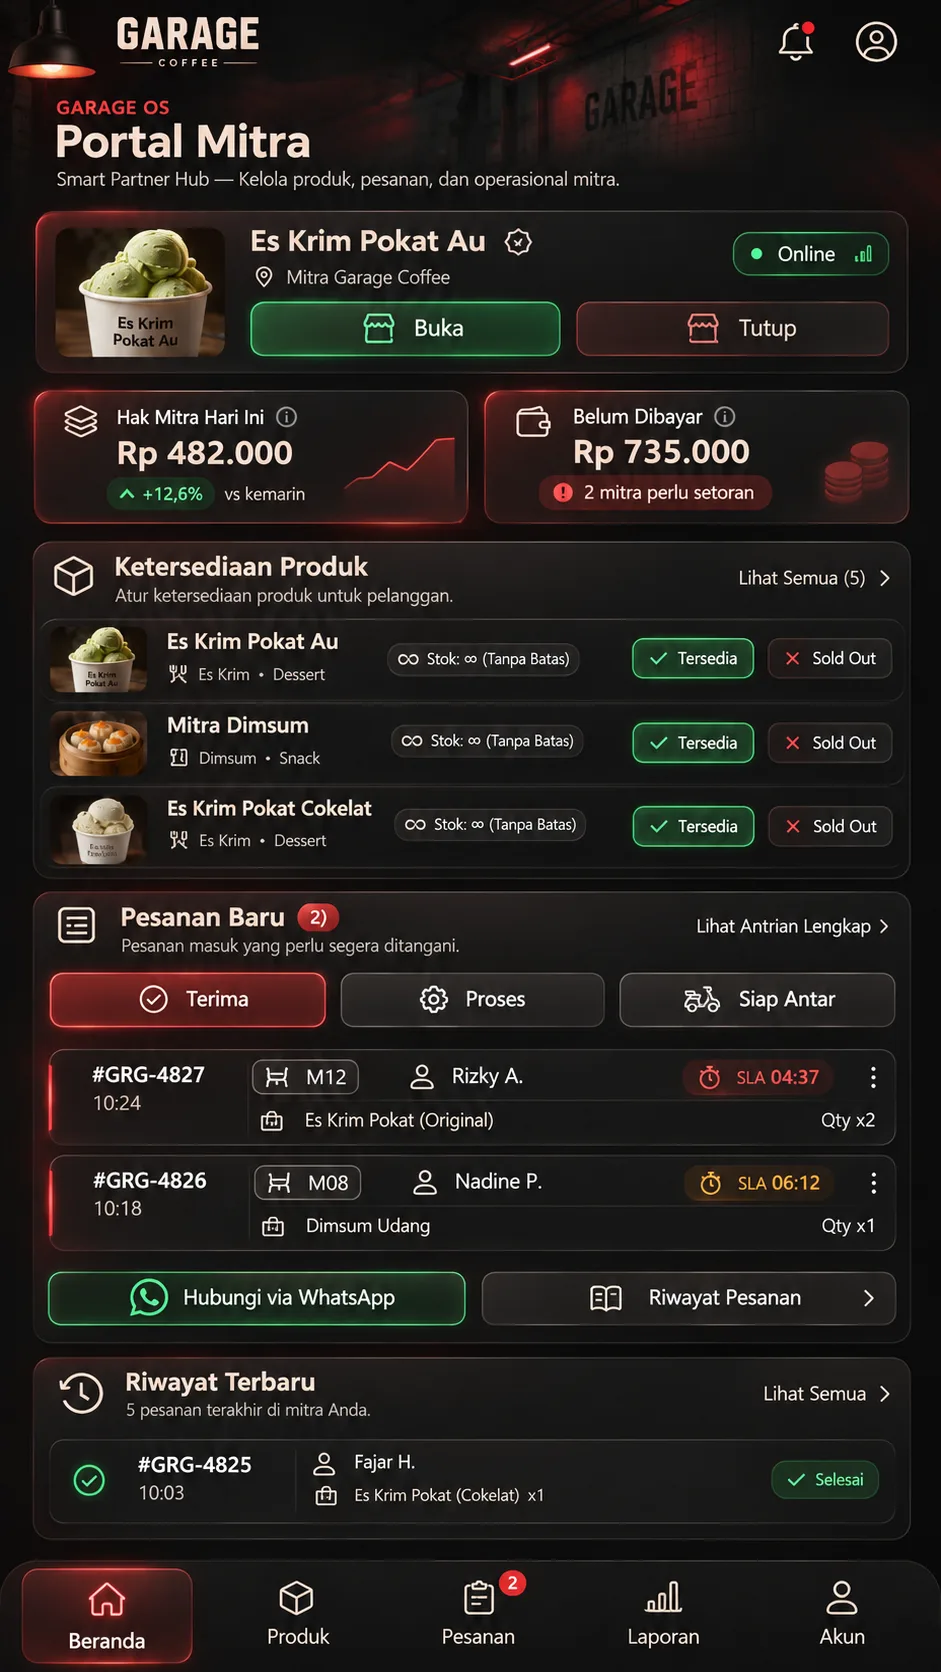 GARAGE
COFFEE
GARAGE
GARAGE OS
Portal Mitra
Smart Partner Hub — Kelola produk, pesanan, dan operasional mitra.
Es Krim
Pokat Au
Es Krim Pokat Au
Mitra Garage Coffee
Online
Buka
Tutup
Hak Mitra Hari Ini
Rp 482.000
+12,6% vs kemarin
Belum Dibayar
Rp 735.000
2 mitra perlu setoran
Ketersediaan Produk
Atur ketersediaan produk untuk pelanggan.
Lihat Semua (5)
Es Krim
Pokat Au
Es Krim Pokat Au
Es Krim • Dessert
Stok: ∞ (Tanpa Batas)
Tersedia
Sold Out
Mitra Dimsum
Dimsum • Snack
Stok: ∞ (Tanpa Batas)
Tersedia
Sold Out
Es Krim Pokat Cokelat
Es Krim • Dessert
Stok: ∞ (Tanpa Batas)
Tersedia
Sold Out
Pesanan Baru 2)
Pesanan masuk yang perlu segera ditangani.
Lihat Antrian Lengkap
Terima
Proses
Siap Antar
#GRG-4827
10:24
M12
Rizky A.
SLA 04:37
Es Krim Pokat (Original)
Qty x2
#GRG-4826
10:18
M08
Nadine P.
SLA 06:12
Dimsum Udang
Qty x1
Hubungi via WhatsApp
Riwayat Pesanan
Riwayat Terbaru
5 pesanan terakhir di mitra Anda.
Lihat Semua
#GRG-4825
10:03
Fajar H.
Es Krim Pokat (Cokelat) x1
Selesai
Beranda
Produk
2
Pesanan
Laporan
Akun